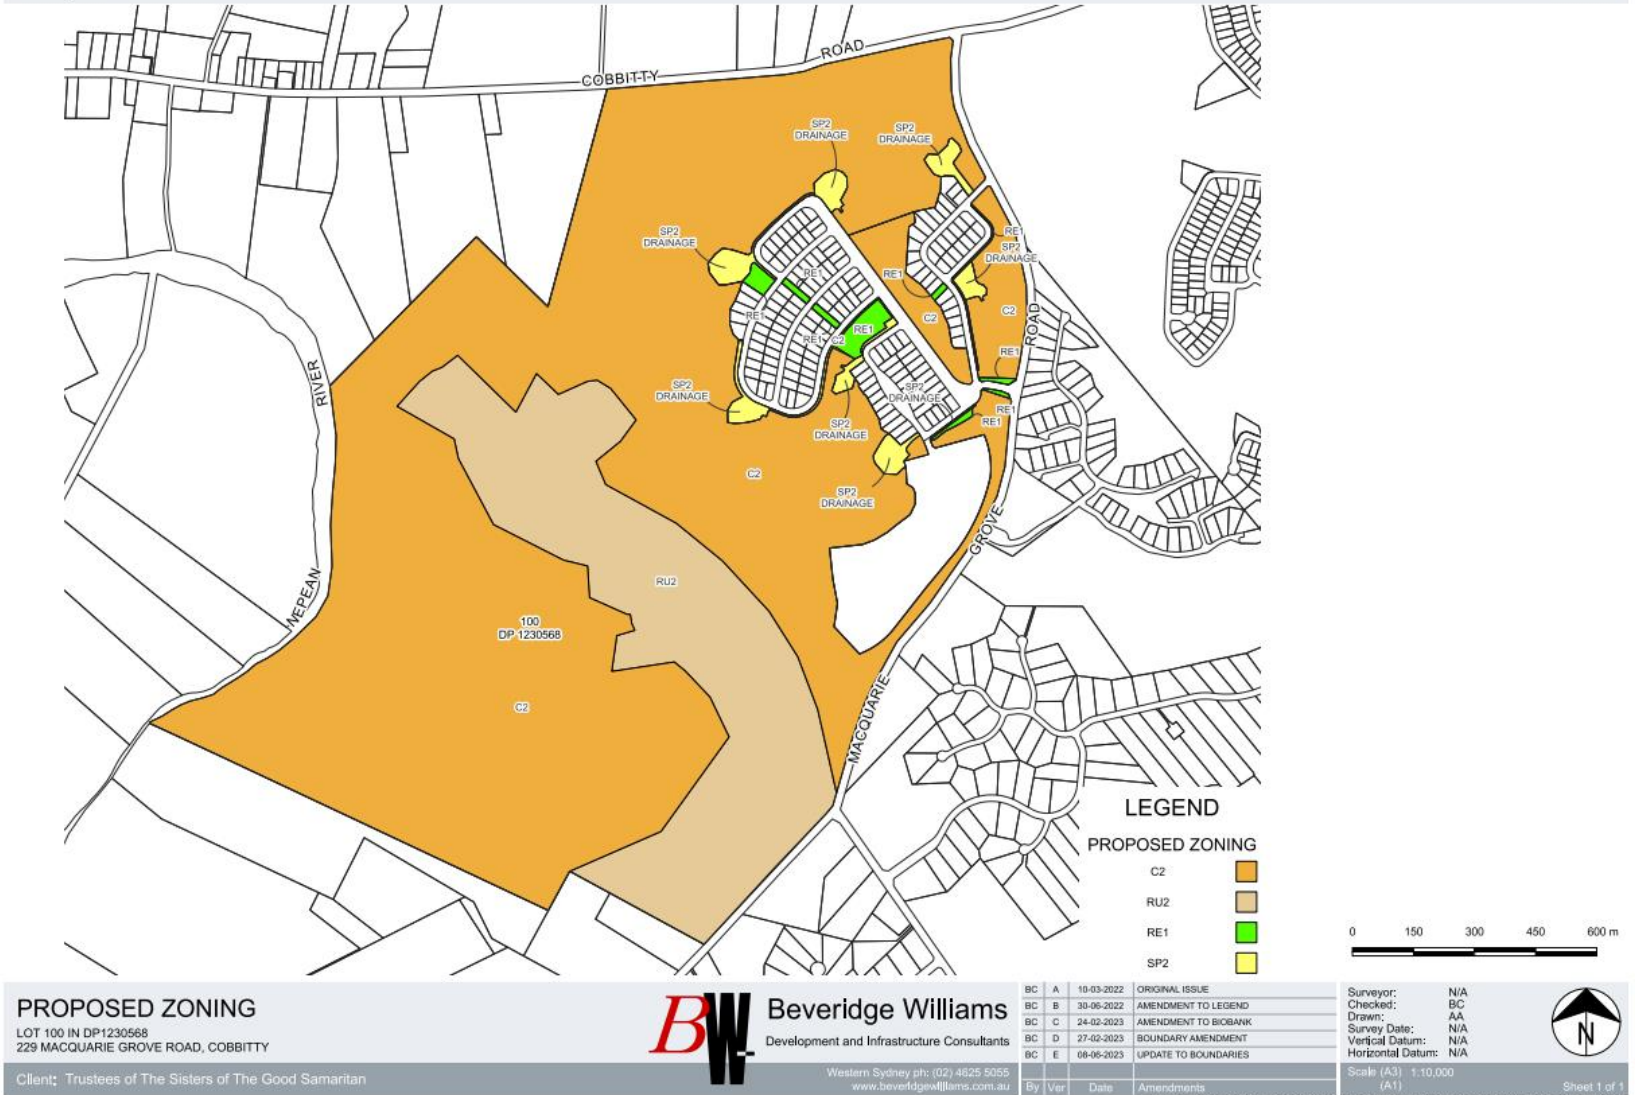 COBBITTY
ROAD
SP2
DRAINAGE
SP2
DRAINAGE
SP2
DRAINAGE
RE1
SP2
DRAINAGE
RE1
RE1
RE1
RE1
RE1
C2
C2
C2
RE1
ROAD
RIVER
SP2
DRAINAGE
SP2
DRAINAGE
RE1
RE1
SP2
DRAINAGE
C2
SP2
DRAINAGE
GROVE
NEPEAN
RU2
100
DP 1230568
C2
MACQUARIE
LEGEND
PROPOSED ZONING
C2
RU2
RE1
SP2
0 150 300 450 600 m
PROPOSED ZONING
LOT 100 IN DP1230568
229 MACQUARIE GROVE ROAD, COBBITTY
Client: Trustees of The Sisters of The Good Samaritan
BW
Beveridge Williams
Development and Infrastructure Consultants
Western Sydney ph: (02) 4625 5055
www.beveridgewilliams.com.au
BC A 10-03-2022 ORIGINAL ISSUE
BC B 30-06-2022 AMENDMENT TO LEGEND
BC C 24-02-2023 AMENDMENT TO BIOBANK
BC D 27-02-2023 BOUNDARY AMENDMENT
BC E 08-06-2023 UPDATE TO BOUNDARIES
By Ver Date Amendments
Surveyor: N/A
Checked: BC
Drawn: AA
Survey Date: N/A
Vertical Datum: N/A
Horizontal Datum: N/A
Scale (A3) 1:10,000
(A1)
N
Sheet 1 of 1